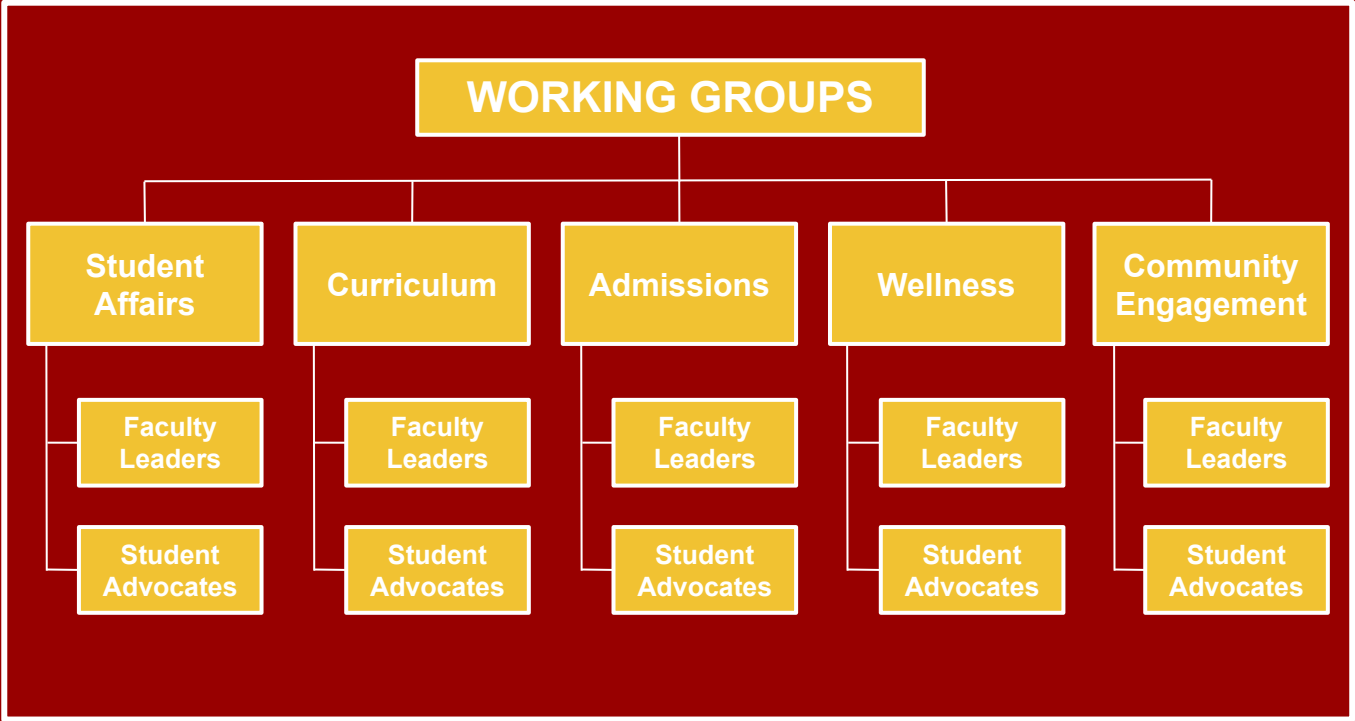 WORKING GROUPS
Student
Affairs
Curriculum
Admissions
Wellness
Community
Engagement
Faculty
Leaders
Faculty
Leaders
Faculty
Leaders
Faculty
Leaders
Faculty
Leaders
Student
Advocates
Student
Advocates
Student
Advocates
Student
Advocates
Student
Advocates